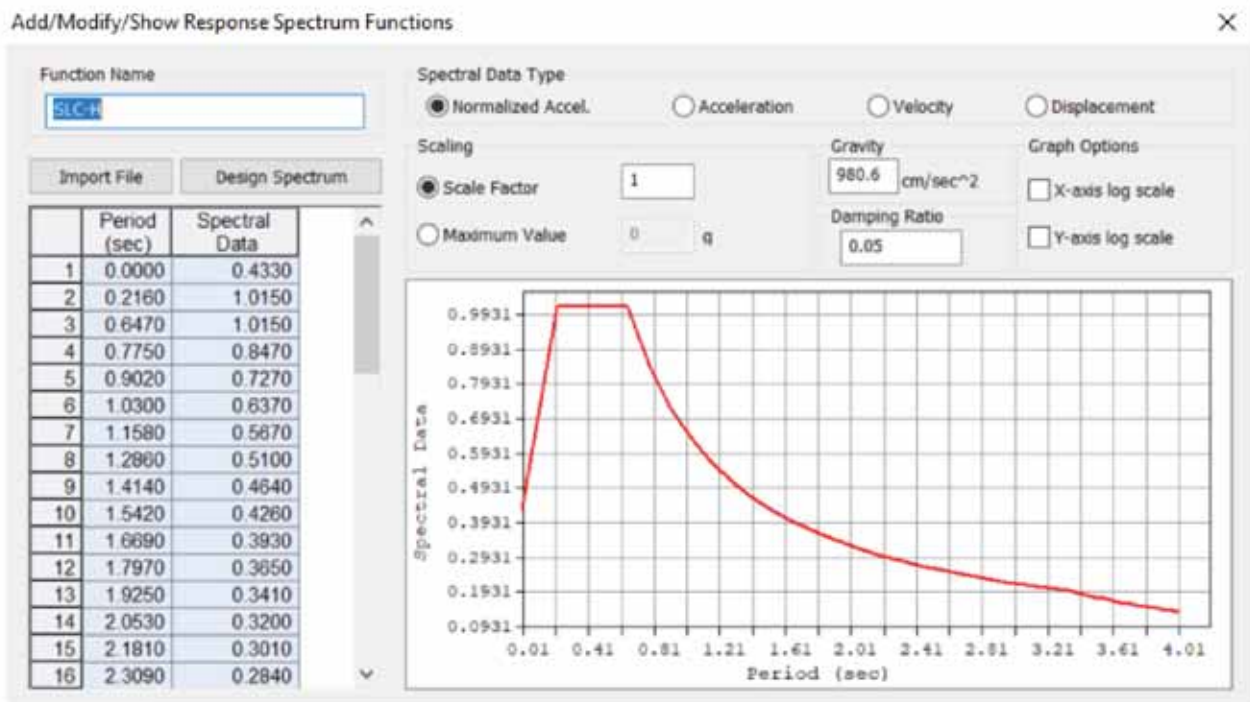 Add/Modify/Show Response Spectrum Functions
Function Name
SLC-H
Import File
Design Spectrum
Period (sec) Spectral Data
1 0.0000 0.4330
2 0.2160 1.0150
3 0.6470 1.0150
4 0.7750 0.8470
5 0.9020 0.7270
6 1.0300 0.6370
7 1.1580 0.5670
8 1.2860 0.5100
9 1.4140 0.4640
10 1.5420 0.4260
11 1.6690 0.3930
12 1.7970 0.3650
13 1.9250 0.3410
14 2.0530 0.3200
15 2.1810 0.3010
16 2.3090 0.2840
Spectral Data Type
Normalized Accel. Acceleration Velocity Displacement
Scaling
Scale Factor 1
Maximum Value 0 g
Gravity
980.6 cm/sec^2
Damping Ratio
0.05
Graph Options
X-axis log scale
Y-axis log scale
Spectral Data
0.9931
0.8931
0.7931
0.6931
0.5931
0.4931
0.3931
0.2931
0.1931
0.0931
0.01 0.41 0.81 1.21 1.61 2.01 2.41 2.81 3.21 3.61 4.01
Period (sec)